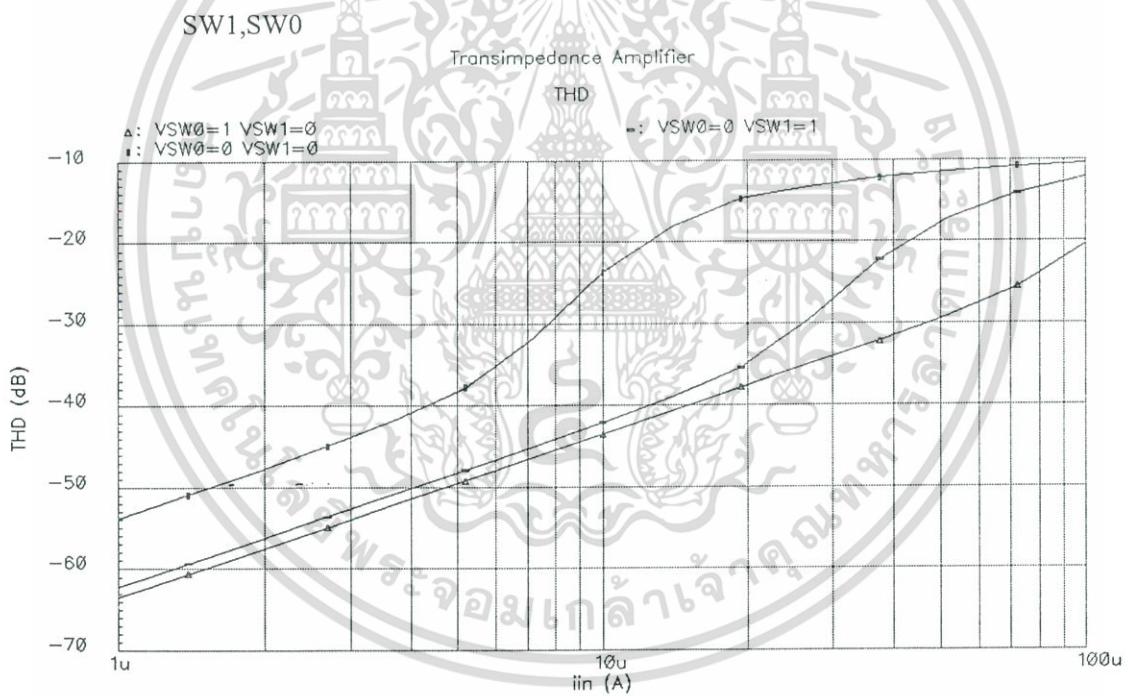 SW1,SW0
Transimpedance Amplifier
THD
: VSW0=1 VSW1=0
: VSW0=0 VSW1=0
: VSW0=0 VSW1=1
-10
-20
-30
-40
-50
-60
-70
THD (dB)
1u
10u
100u
iin (A)